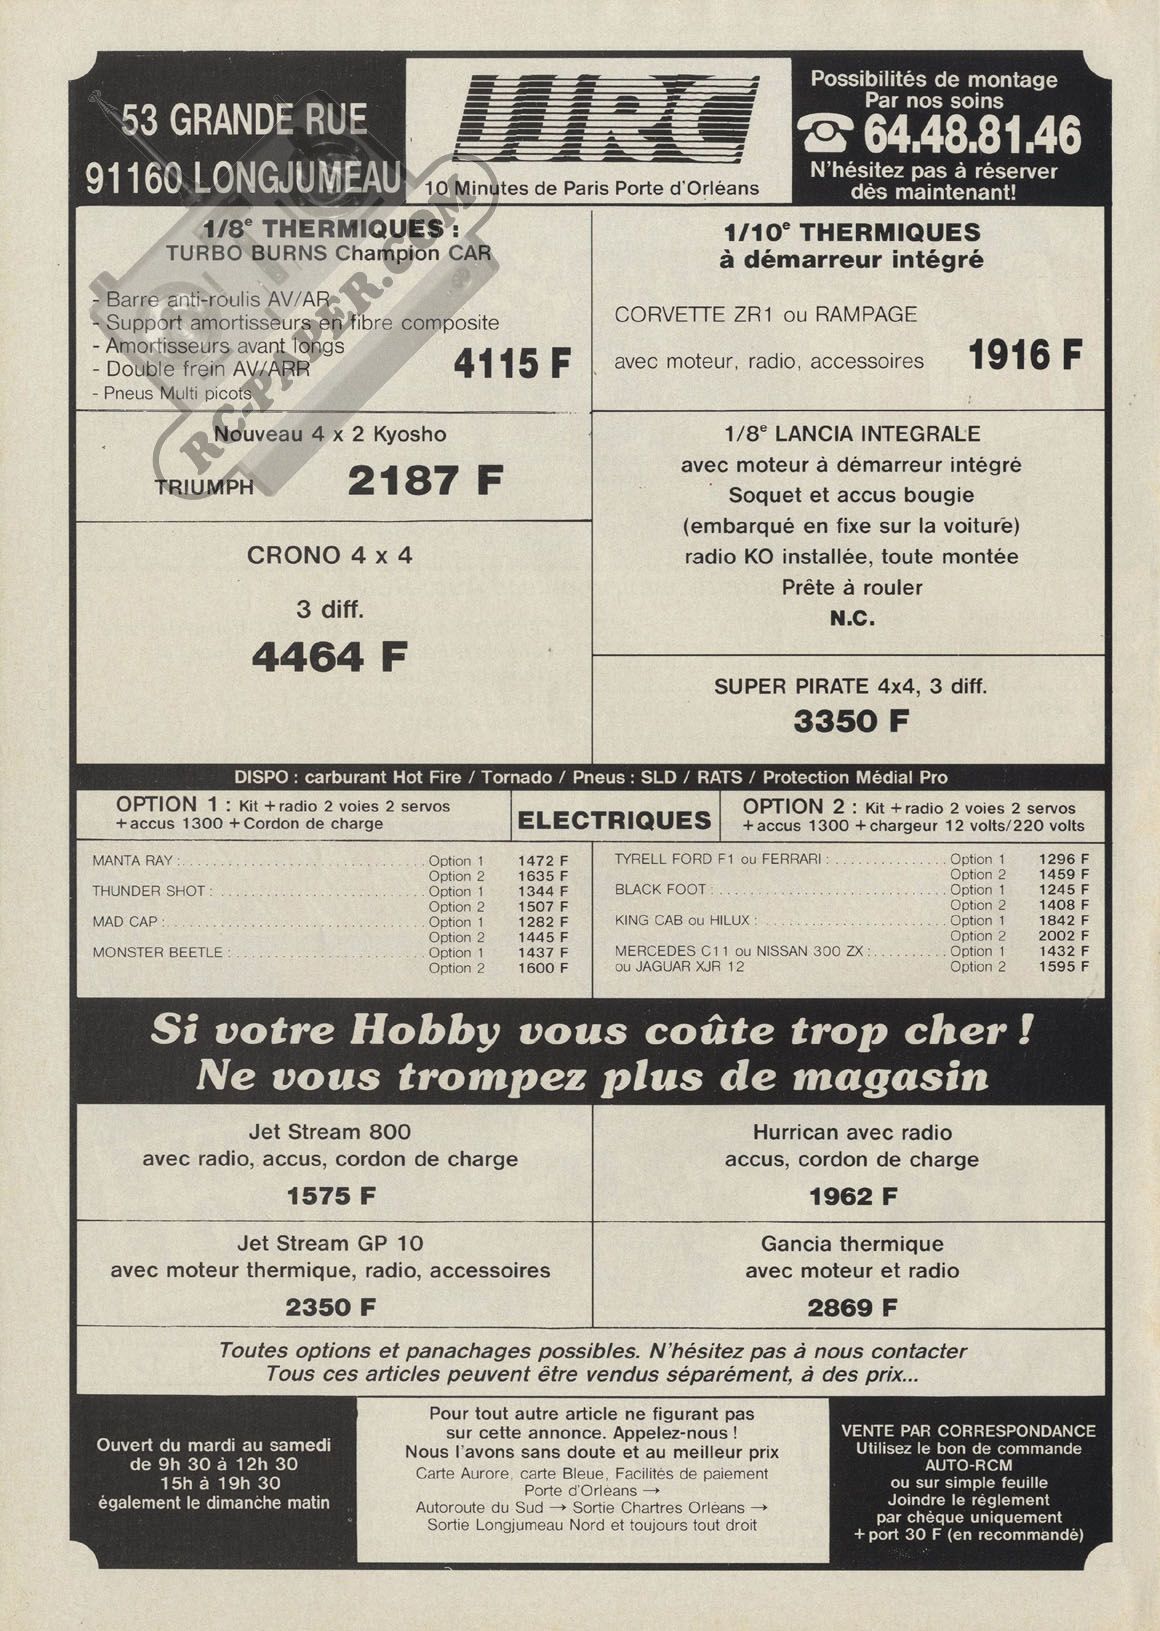 53 GRANDE RUE
91160 LONGJUMEAU
JJRC
10 Minutes de Paris Porte d'Orléans
Possibilités de montage
Par nos soins
☎ 64.48.81.46
N'hésitez pas à réserver
dès maintenant!
1/8e THERMIQUES :
TURBO BURNS Champion CAR
- Barre anti-roulis AV/AR
- Support amortisseurs en fibre composite
- Amortisseurs avant longs
- Double frein AV/ARR
- Pneus Multi picots
4115 F
RC-PAPER.COM
Nouveau 4 x 2 Kyosho
TRIUMPH 2187 F
CRONO 4 x 4
3 diff.
4464 F
1/10e THERMIQUES
à démarreur intégré
CORVETTE ZR1 ou RAMPAGE
avec moteur, radio, accessoires 1916 F
1/8e LANCIA INTEGRALE
avec moteur à démarreur intégré
Soquet et accus bougie
(embarqué en fixe sur la voiture)
radio KO installée, toute montée
Prête à rouler
N.C.
SUPER PIRATE 4x4, 3 diff.
3350 F
DISPO : carburant Hot Fire / Tornado / Pneus : SLD / RATS / Protection Médial Pro
OPTION 1 : Kit + radio 2 voies 2 servos
+ accus 1300 + Cordon de charge
ELECTRIQUES
OPTION 2 : Kit + radio 2 voies 2 servos
+ accus 1300 + chargeur 12 volts/220 volts
MANTA RAY : Option 1 1472 F
Option 2 1635 F
THUNDER SHOT : Option 1 1344 F
Option 2 1507 F
MAD CAP : Option 1 1282 F
Option 2 1445 F
MONSTER BEETLE : Option 1 1437 F
Option 2 1600 F
TYRELL FORD F1 ou FERRARI : Option 1 1296 F
Option 2 1459 F
BLACK FOOT : Option 1 1245 F
Option 2 1408 F
KING CAB ou HILUX : Option 1 1842 F
Option 2 2002 F
MERCEDES C11 ou NISSAN 300 ZX : Option 1 1432 F
ou JAGUAR XJR 12 Option 2 1595 F
Si votre Hobby vous coûte trop cher !
Ne vous trompez plus de magasin
Jet Stream 800
avec radio, accus, cordon de charge
1575 F
Hurrican avec radio
accus, cordon de charge
1962 F
Jet Stream GP 10
avec moteur thermique, radio, accessoires
2350 F
Gancia thermique
avec moteur et radio
2869 F
Toutes options et panachages possibles. N'hésitez pas à nous contacter
Tous ces articles peuvent être vendus séparément, à des prix...
Ouvert du mardi au samedi
de 9h 30 à 12h 30
15h à 19h 30
également le dimanche matin
Pour tout autre article ne figurant pas
sur cette annonce. Appelez-nous !
Nous l'avons sans doute et au meilleur prix
Carte Aurore, carte Bleue, Facilités de paiement
Porte d'Orléans →
Autoroute du Sud → Sortie Chartres Orléans →
Sortie Longjumeau Nord et toujours tout droit
VENTE PAR CORRESPONDANCE
Utilisez le bon de commande
AUTO-RCM
ou sur simple feuille
Joindre le règlement
par chèque uniquement
+ port 30 F (en recommandé)